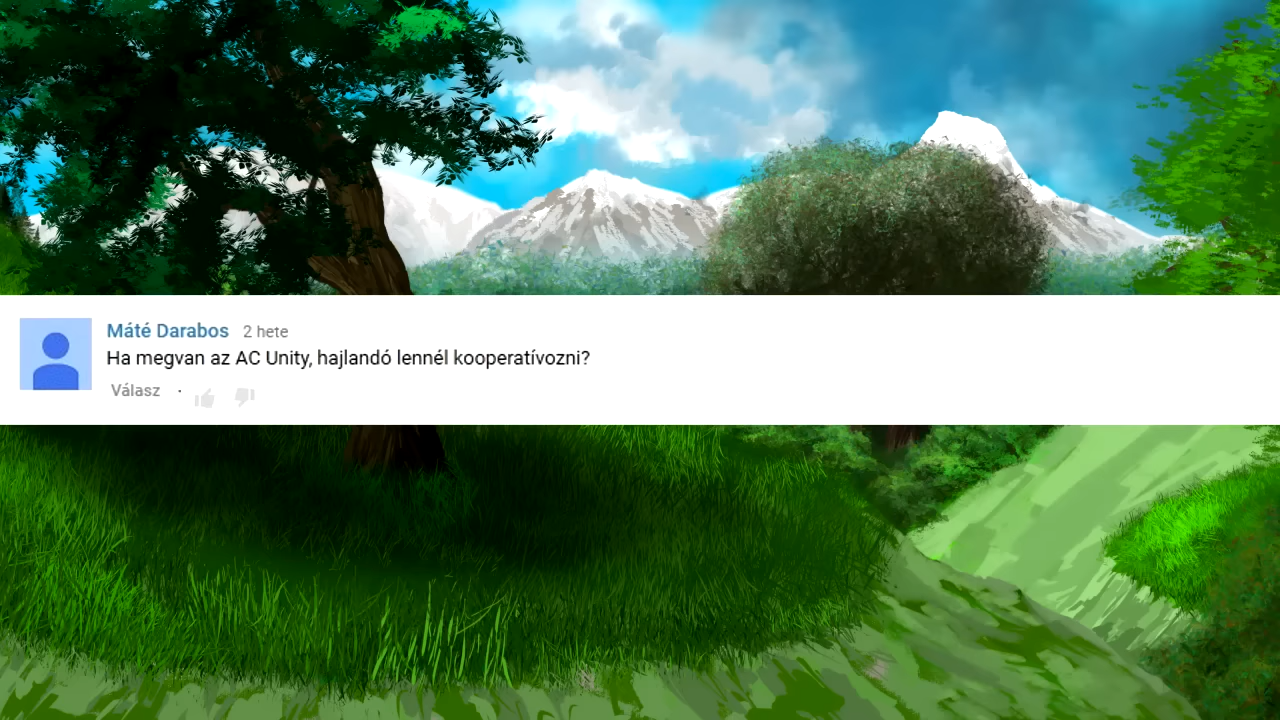 Máté Darabos 2 hete
Ha megvan az AC Unity, hajlandó lennél kooperatívozni?
Válasz ·